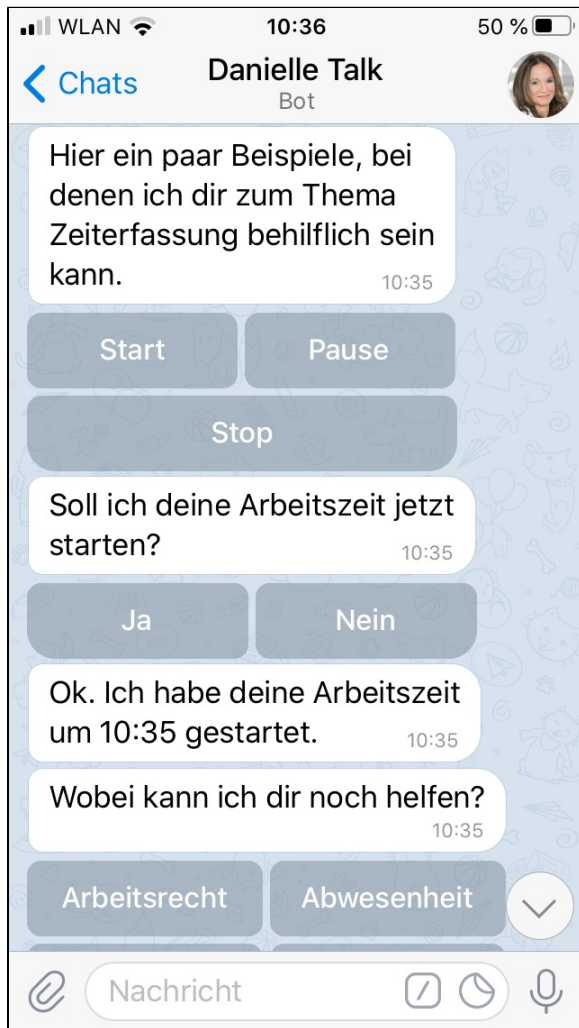 WLAN 10:36 50 %
Chats Danielle Talk
Bot
Hier ein paar Beispiele, bei
denen ich dir zum Thema
Zeiterfassung behilflich sein
kann. 10:35
Start Pause
Stop
Soll ich deine Arbeitszeit jetzt
starten? 10:35
Ja Nein
Ok. Ich habe deine Arbeitszeit
um 10:35 gestartet. 10:35
Wobei kann ich dir noch helfen?
10:35
Arbeitsrecht Abwesenheit
Nachricht